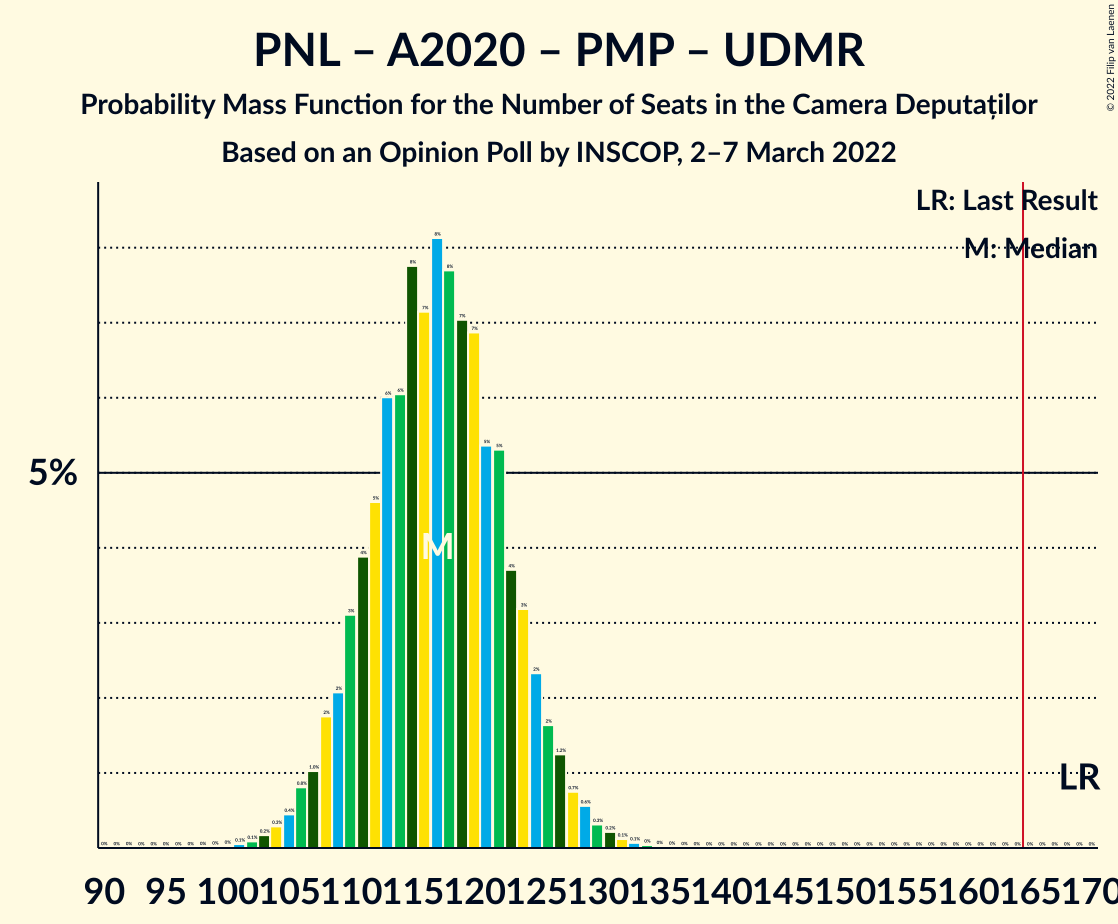 PNL – A2020 – PMP – UDMR
Probability Mass Function for the Number of Seats in the Camera Deputaților
Based on an Opinion Poll by INSCOP, 2–7 March 2022
© 2022 Filip van Laenen
LR: Last Result
M: Median
5%
M
LR
90 95 100 105 110 115 120 125 130 135 140 145 150 155 160 165 170